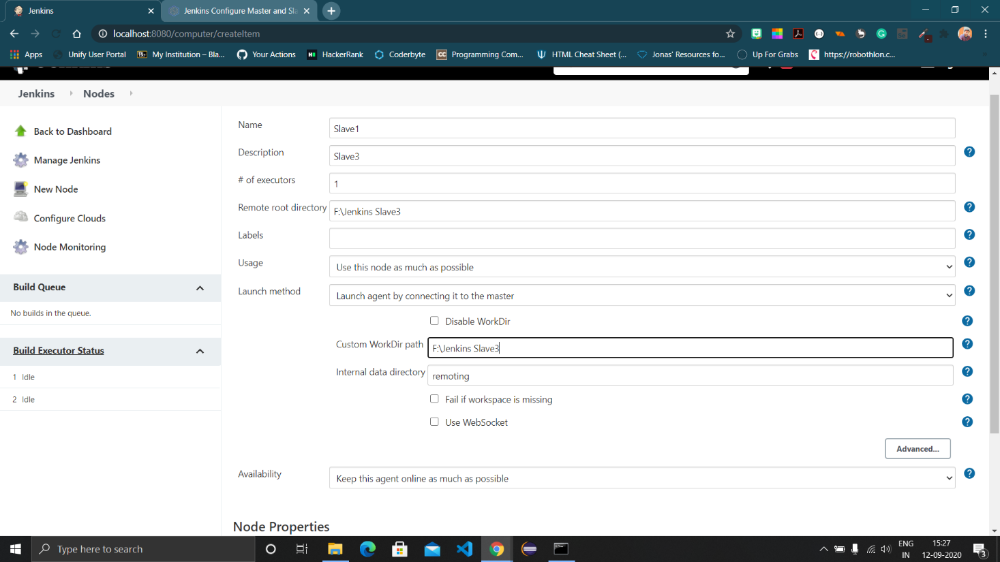 Jenkins
Jenkins Configure Master and Sla
localhost:8080/computer/createItem
Apps
Unify User Portal
My Institution – Bla...
Your Actions
HackerRank
Coderbyte
Programming Com...
HTML Cheat Sheet (...
Jonas' Resources fo...
Up For Grabs
https://robothlon.c...
Jenkins
Nodes
Back to Dashboard
Manage Jenkins
New Node
Configure Clouds
Node Monitoring
Build Queue
No builds in the queue.
Build Executor Status
1 Idle
2 Idle
Name
Slave1
Description
Slave3
# of executors
1
Remote root directory
F:\Jenkins Slave3
Labels
Usage
Use this node as much as possible
Launch method
Launch agent by connecting it to the master
Disable WorkDir
Custom WorkDir path
F:\Jenkins Slave3
Internal data directory
remoting
Fail if workspace is missing
Use WebSocket
Advanced...
Availability
Keep this agent online as much as possible
Node Properties
Type here to search
ENG
IN
15:27
12-09-2020
3